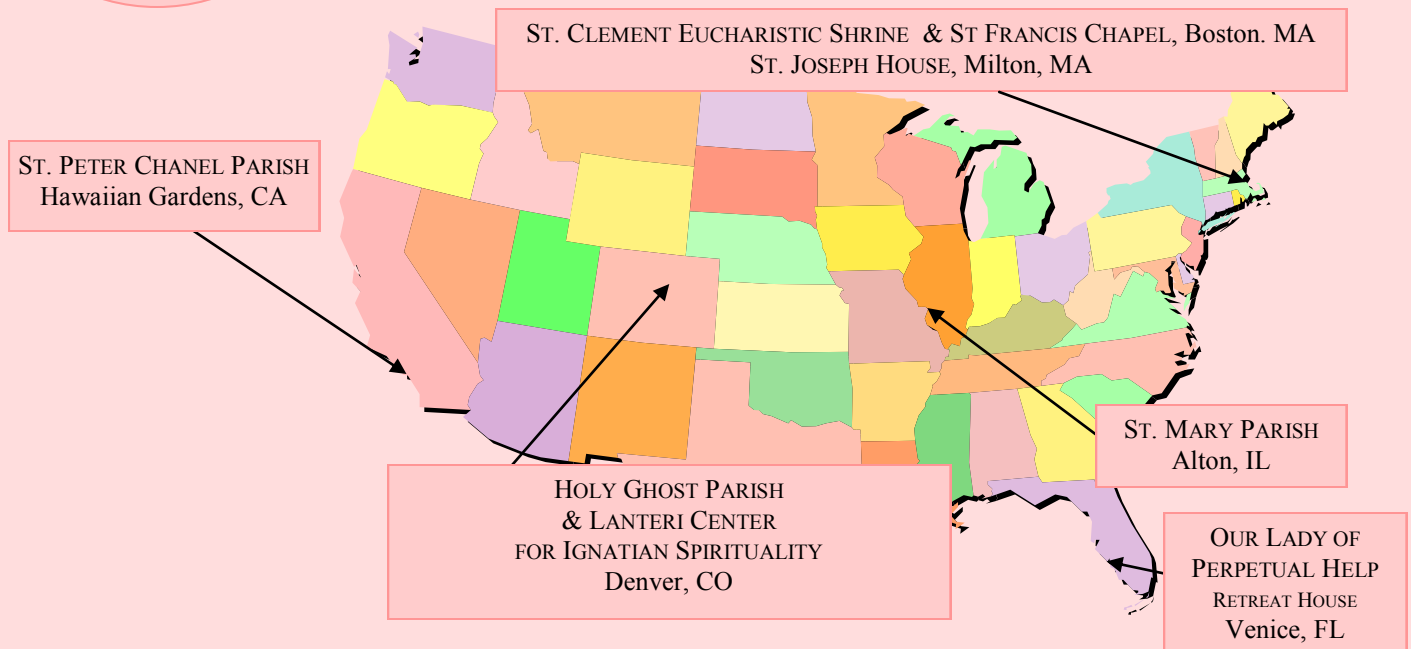 ST. CLEMENT EUCHARISTIC SHRINE & ST FRANCIS CHAPEL, Boston. MA
ST. JOSEPH HOUSE, Milton, MA
ST. PETER CHANEL PARISH
Hawaiian Gardens, CA
ST. MARY PARISH
Alton, IL
HOLY GHOST PARISH
& LANTERI CENTER
FOR IGNATIAN SPIRITUALITY
Denver, CO
OUR LADY OF
PERPETUAL HELP
RETREAT HOUSE
Venice, FL